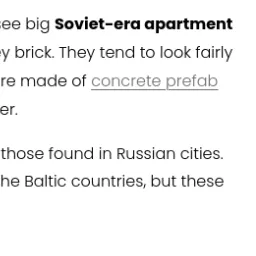 see big Soviet-era apartment
y brick. They tend to look fairly
re made of concrete prefab
er.
those found in Russian cities.
he Baltic countries, but these